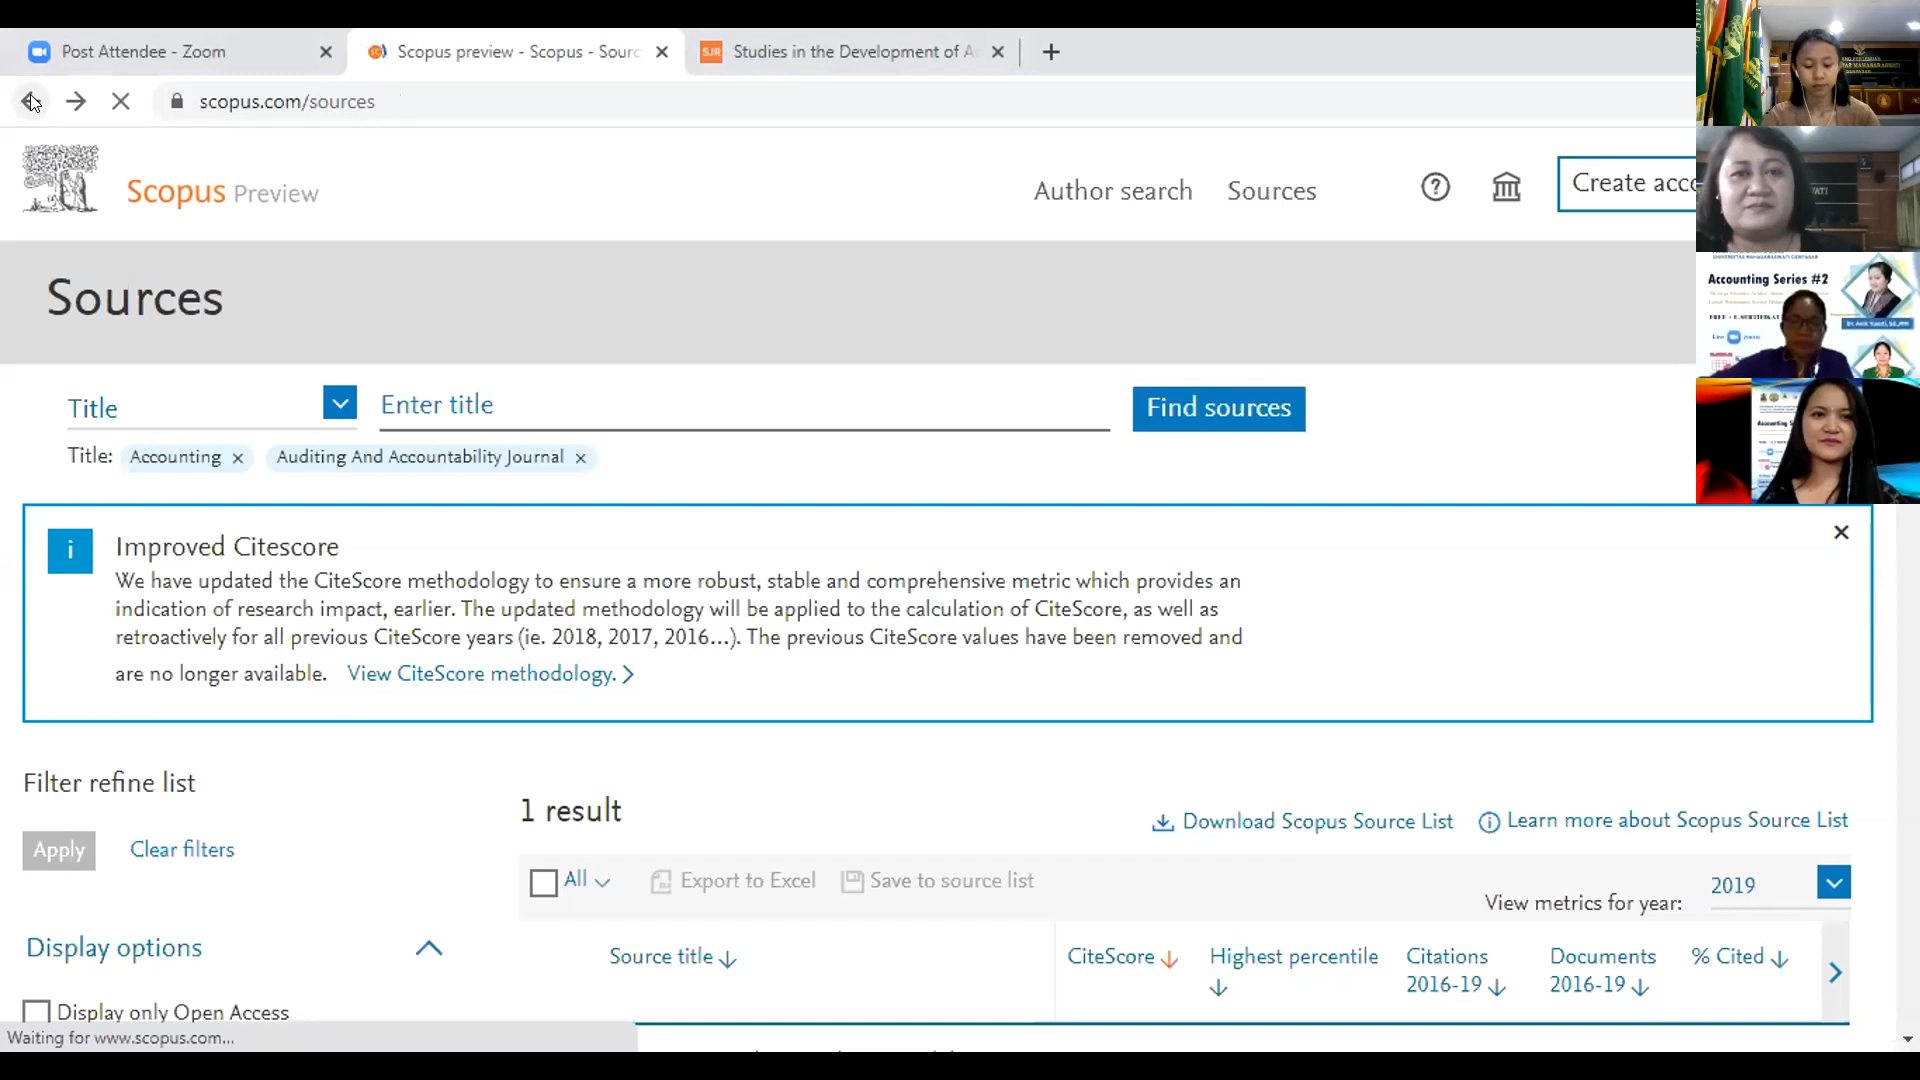 Post Attendee - Zoom
Scopus preview - Scopus - Sourc
SJR
Studies in the Development of A
scopus.com/sources
Scopus Preview
Author search
Sources
Create acco
Sources
Title
Enter title
Find sources
Title:
Accounting
Auditing And Accountability Journal
i
Improved Citescore
We have updated the CiteScore methodology to ensure a more robust, stable and comprehensive metric which provides an
indication of research impact, earlier. The updated methodology will be applied to the calculation of CiteScore, as well as
retroactively for all previous CiteScore years (ie. 2018, 2017, 2016...). The previous CiteScore values have been removed and
are no longer available. View CiteScore methodology.
Filter refine list
Apply
Clear filters
Display options
Display only Open Access
1 result
Download Scopus Source List
Learn more about Scopus Source List
All
Export to Excel
Save to source list
View metrics for year:
2019
Source title
CiteScore
Highest percentile
Citations
2016-19
Documents
2016-19
% Cited
Waiting for www.scopus.com...
Accounting Series #2